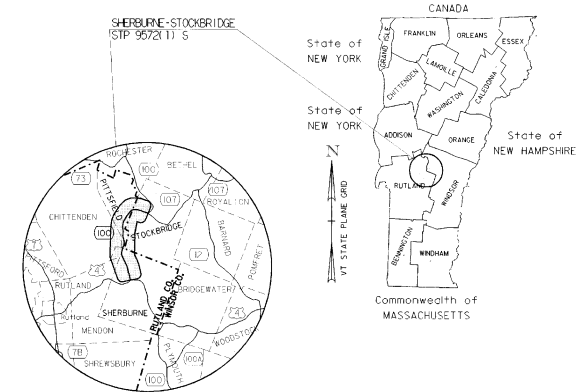 CANADA
SHERBURNE-STOCKBRIDGE
STP 9572(1) S
State of
NEW YORK
GRAND ISLE
FRANKLIN
ORLEANS
ESSEX
LAMOILLE
CHITTENDEN
CALEDONIA
WASHINGTON
State of
NEW YORK
ADDISON
ORANGE
State of
NEW HAMPSHIRE
N
VT STATE PLANE GRID
RUTLAND
WINDSOR
BENNINGTON
WINDHAM
Commonwealth of
MASSACHUSETTS
ROCHESTER
100
BETHEL
73
PITTSFIELD
107
107
ROYALTON
CHITTENDEN
100
STOCKBRIDGE
BARNARD
7
12
POMFRET
PITTSFORD
4
RUTLAND
RUTLAND CO.
WINSOR CO.
BRIDGEWATER
SHERBURNE
4
Rutland
MENDON
WOODSTOCK
7B
PLYMOUTH
100A
SHREWSBURY
100